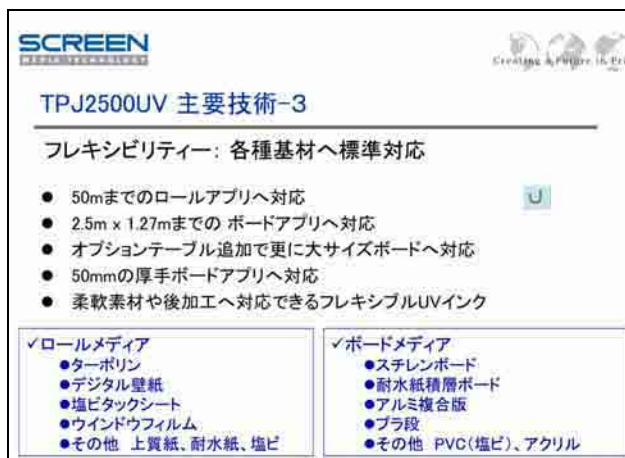 SCREEN
MEDIA TECHNOLOGY
Creating a Future in Pri
TPJ2500UV 主要技術-3
フレキシビリティー: 各種基材へ標準対応
● 50mまでのロールアプリへ対応
● 2.5m x 1.27mまでの ボードアプリへ対応
● オプションテーブル追加で更に大サイズボードへ対応
● 50mmの厚手ボードアプリへ対応
● 柔軟素材や後加工へ対応できるフレキシブルUVインク
✓ロールメディア
●ターポリン
●デジタル壁紙
●塩ビタックシート
●ウインドウフィルム
●その他 上質紙、耐水紙、塩ビ
✓ボードメディア
●スチレンボード
●耐水紙積層ボード
●アルミ複合版
●プラ段
●その他 PVC(塩ビ)、アクリル